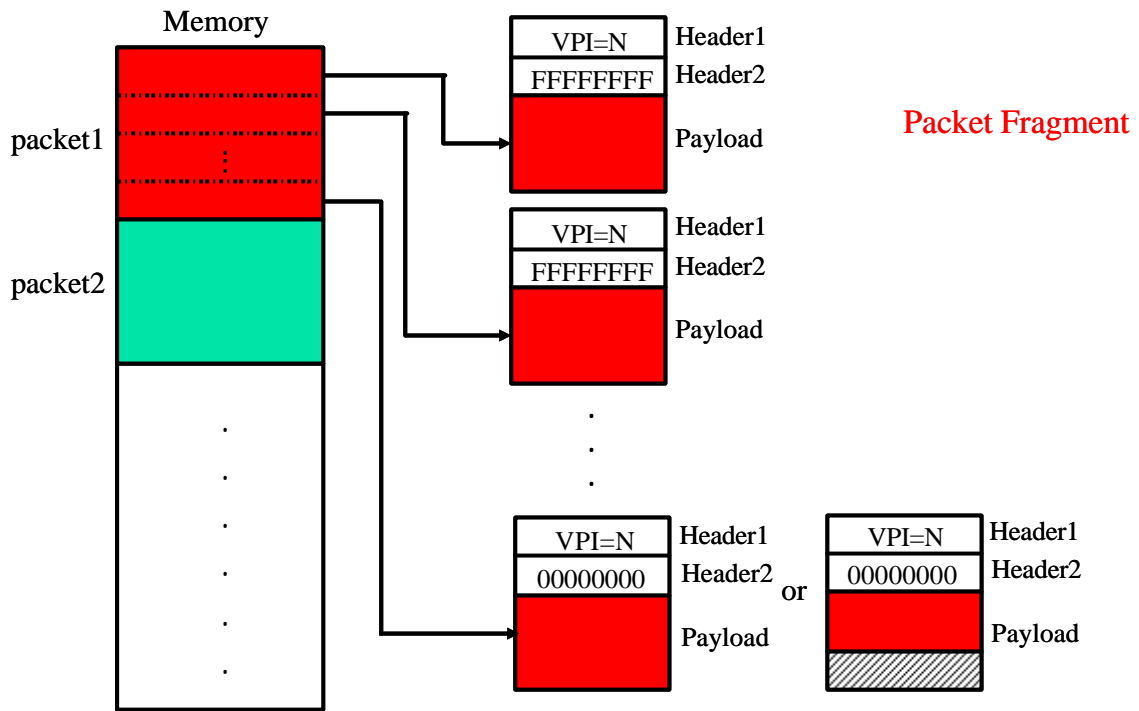 Memory
packet1
packet2
VPI=N
Header1
FFFFFFFF
Header2
Payload
Packet Fragment
VPI=N
Header1
FFFFFFFF
Header2
Payload
VPI=N
Header1
00000000
Header2
Payload
or
VPI=N
Header1
00000000
Header2
Payload